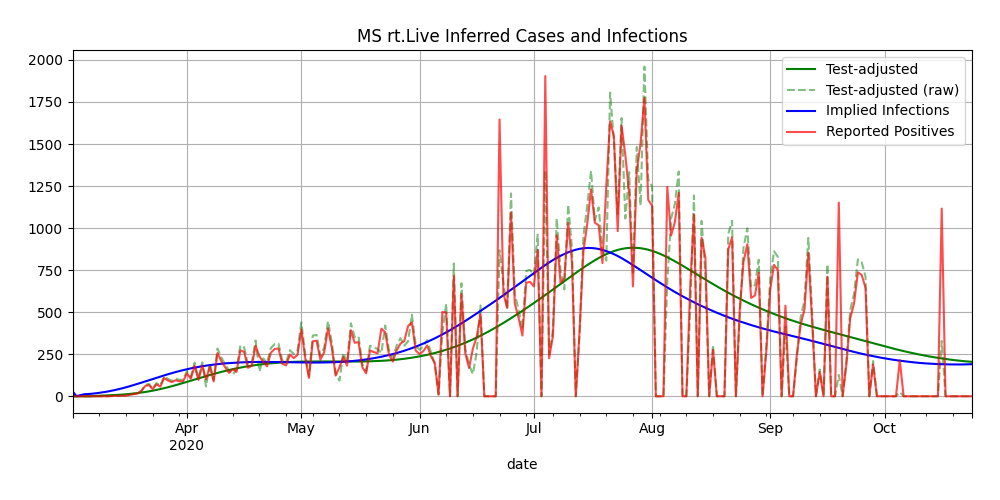 MS rt.Live Inferred Cases and Infections
2000
1750
1500
1250
1000
750
500
250
0
Test-adjusted
Test-adjusted (raw)
Implied Infections
Reported Positives
Apr May Jun Jul Aug Sep Oct
2020
date